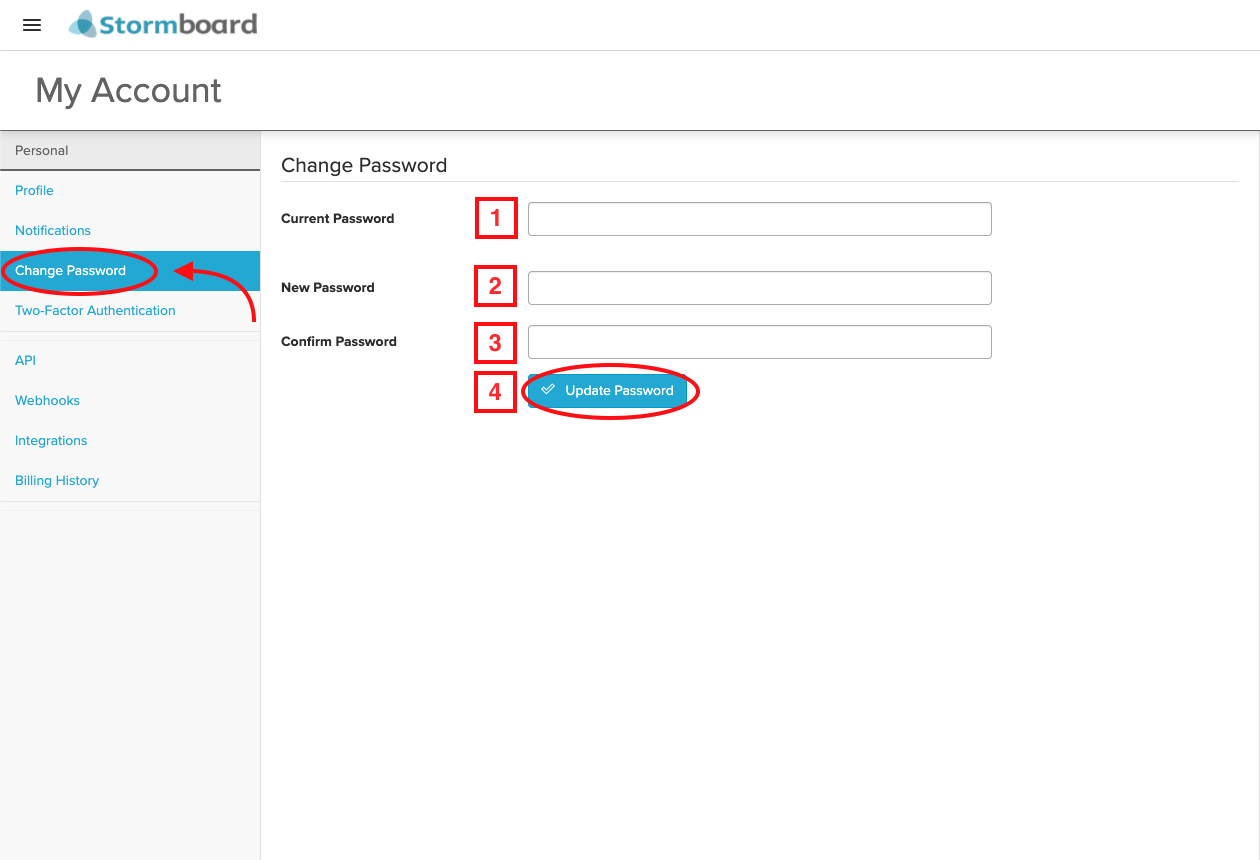 Stormboard
My Account
Personal
Profile
Notifications
Change Password
Two-Factor Authentication
API
Webhooks
Integrations
Billing History
Change Password
Current Password
1
New Password
2
Confirm Password
3
4
Update Password